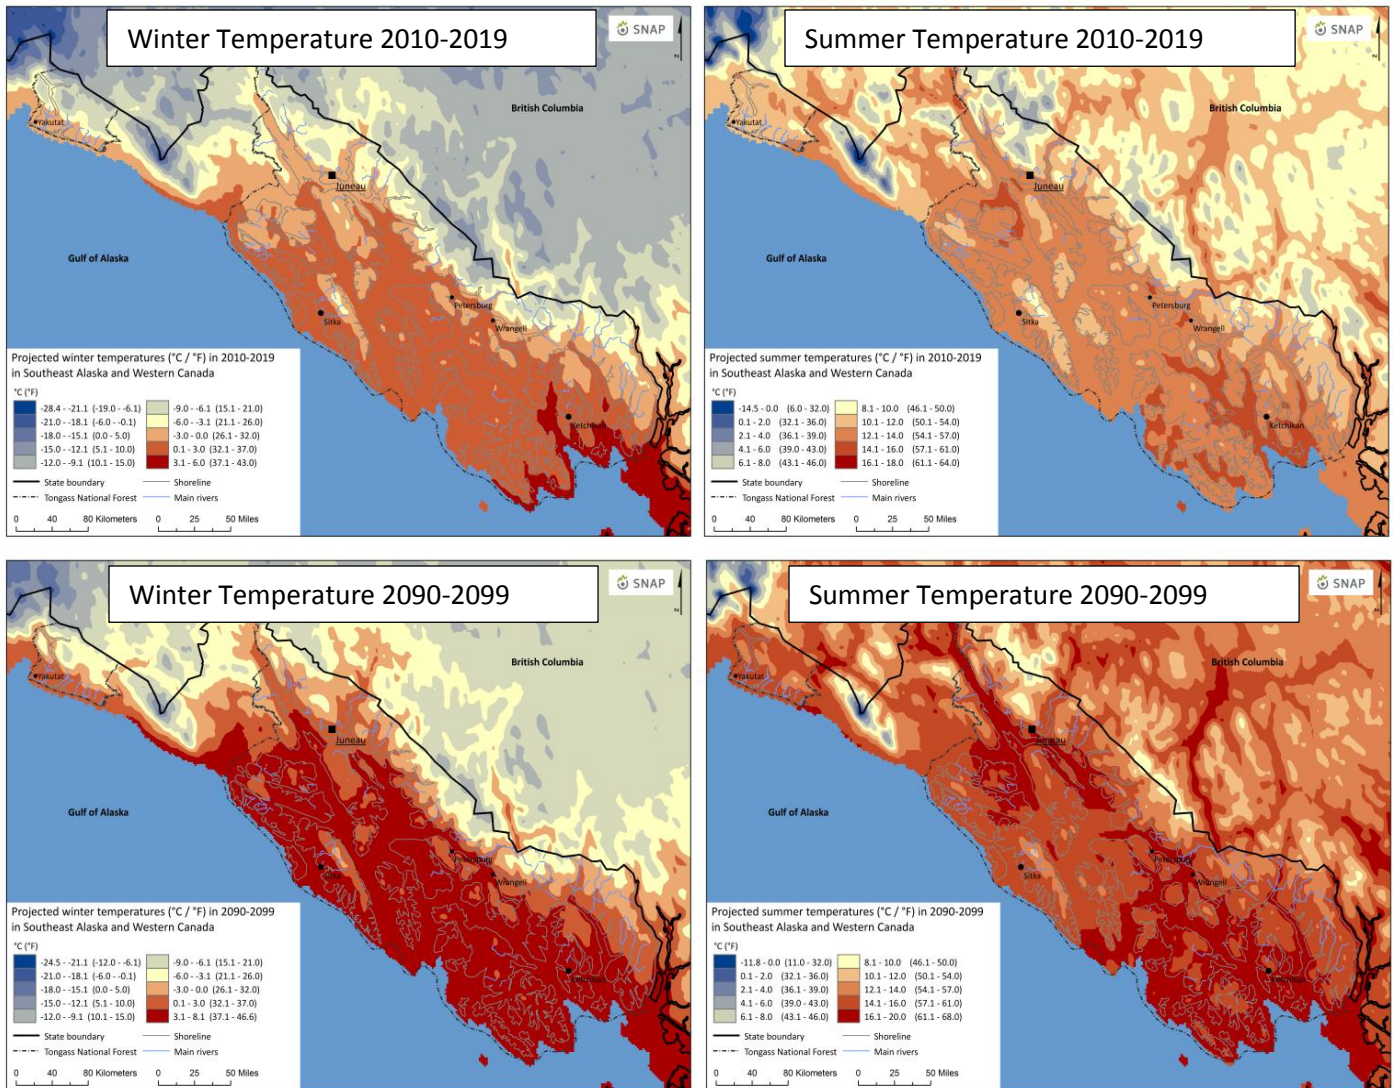 Winter Temperature 2010-2019
SNAP
N
British Columbia
Yakutat
Juneau
Gulf of Alaska
Petersburg
Sitka
Wrangell
Ketchikan
Projected winter temperatures (°C / °F) in 2010-2019
in Southeast Alaska and Western Canada
°C (°F)
-28.4 - -21.1 (-19.0 - -6.1)
-21.0 - -18.1 (-6.0 - -0.1)
-18.0 - -15.1 (0.0 - 5.0)
-15.0 - -12.1 (5.1 - 10.0)
-12.0 - -9.1 (10.1 - 15.0)
-9.0 - -6.1 (15.1 - 21.0)
-6.0 - -3.1 (21.1 - 26.0)
-3.0 - 0.0 (26.1 - 32.0)
0.1 - 3.0 (32.1 - 37.0)
3.1 - 6.0 (37.1 - 43.0)
State boundary
Shoreline
Tongass National Forest
Main rivers
0 40 80 Kilometers
0 50 Miles
Summer Temperature 2010-2019
SNAP
N
British Columbia
Yakutat
Juneau
Gulf of Alaska
Petersburg
Sitka
Wrangell
Ketchikan
Projected summer temperatures (°C / °F) in 2010-2019
in Southeast Alaska and Western Canada
°C (°F)
-14.5 - 0.0 (6.0 - 32.0)
0.1 - 2.0 (32.1 - 36.0)
2.1 - 4.0 (36.1 - 39.0)
4.1 - 6.0 (39.0 - 43.0)
6.1 - 8.0 (43.1 - 46.0)
8.1 - 10.0 (46.1 - 50.0)
10.1 - 12.0 (50.1 - 54.0)
12.1 - 14.0 (54.1 - 57.0)
14.1 - 16.0 (57.1 - 61.0)
16.1 - 18.0 (61.1 - 64.0)
State boundary
Shoreline
Tongass National Forest
Main rivers
0 40 80 Kilometers
0 50 Miles
Winter Temperature 2090-2099
SNAP
N
British Columbia
Yakutat
Juneau
Gulf of Alaska
Petersburg
Sitka
Wrangell
Ketchikan
Projected winter temperatures (°C / °F) in 2090-2099
in Southeast Alaska and Western Canada
°C (°F)
-24.5 - -21.1 (-12.0 - -6.1)
-21.0 - -18.1 (-6.0 - -0.1)
-18.0 - -15.1 (0.0 - 5.0)
-15.0 - -12.1 (5.1 - 10.0)
-12.0 - -9.1 (10.1 - 15.0)
-9.0 - -6.1 (15.1 - 21.0)
-6.0 - -3.1 (21.1 - 26.0)
-3.0 - 0.0 (26.1 - 32.0)
0.1 - 3.0 (32.1 - 37.0)
3.1 - 8.1 (37.1 - 46.6)
State boundary
Shoreline
Tongass National Forest
Main rivers
0 40 80 Kilometers
0 50 Miles
Summer Temperature 2090-2099
SNAP
N
British Columbia
Yakutat
Juneau
Gulf of Alaska
Petersburg
Sitka
Wrangell
Ketchikan
Projected summer temperatures (°C / °F) in 2090-2099
in Southeast Alaska and Western Canada
°C (°F)
-11.8 - 0.0 (11.0 - 32.0)
0.1 - 2.0 (32.1 - 36.0)
2.1 - 4.0 (36.1 - 39.0)
4.1 - 6.0 (39.0 - 43.0)
6.1 - 8.0 (43.1 - 46.0)
8.1 - 10.0 (46.1 - 50.0)
10.1 - 12.0 (50.1 - 54.0)
12.1 - 14.0 (54.1 - 57.0)
14.1 - 16.0 (57.1 - 61.0)
16.1 - 20.0 (61.1 - 68.0)
State boundary
Shoreline
Tongass National Forest
Main rivers
0 40 80 Kilometers
0 50 Miles